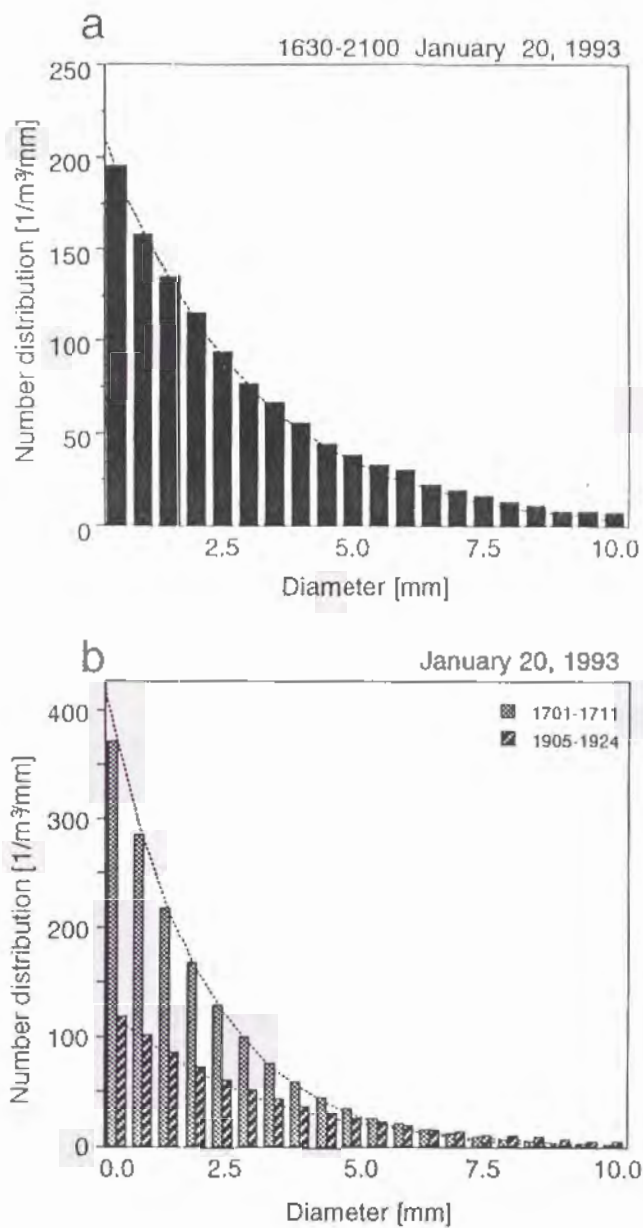 a
1630-2100 January 20, 1993
Number distribution [1/m³/mm]
250
200
150
100
50
0
2.5
5.0
7.5
10.0
Diameter [mm]
b
January 20, 1993
Number distribution [1/m³/mm]
400
300
200
100
0
1701-1711
1905-1924
0.0
2.5
5.0
7.5
10.0
Diameter [mm]